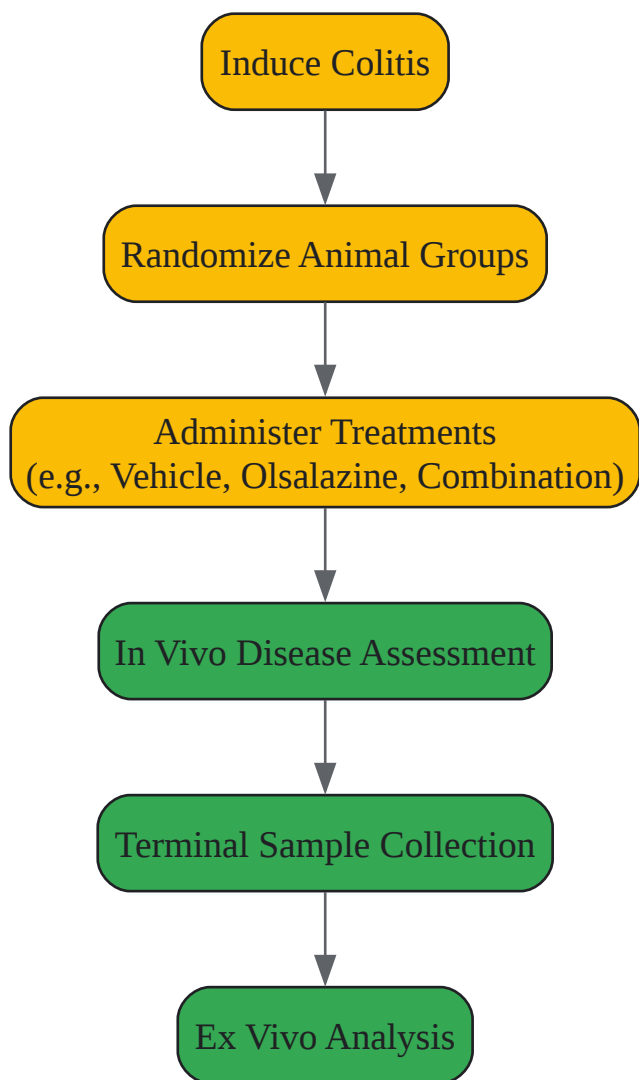 Induce Colitis
Randomize Animal Groups
Administer Treatments
(e.g., Vehicle, Olsalazine, Combination)
In Vivo Disease Assessment
Terminal Sample Collection
Ex Vivo Analysis